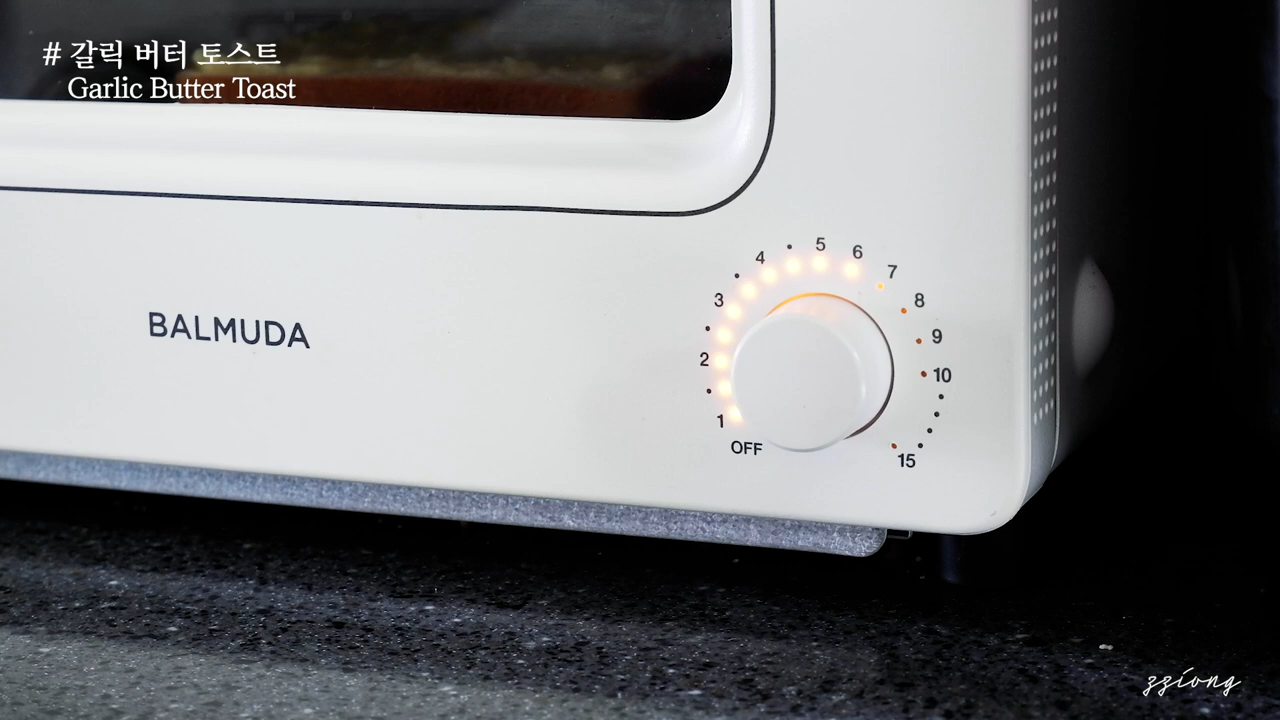 # 갈릭 버터 토스트
Garlic Butter Toast
BALMUDA
OFF
1
2
3
4
5
6
7
8
9
10
15
zziong